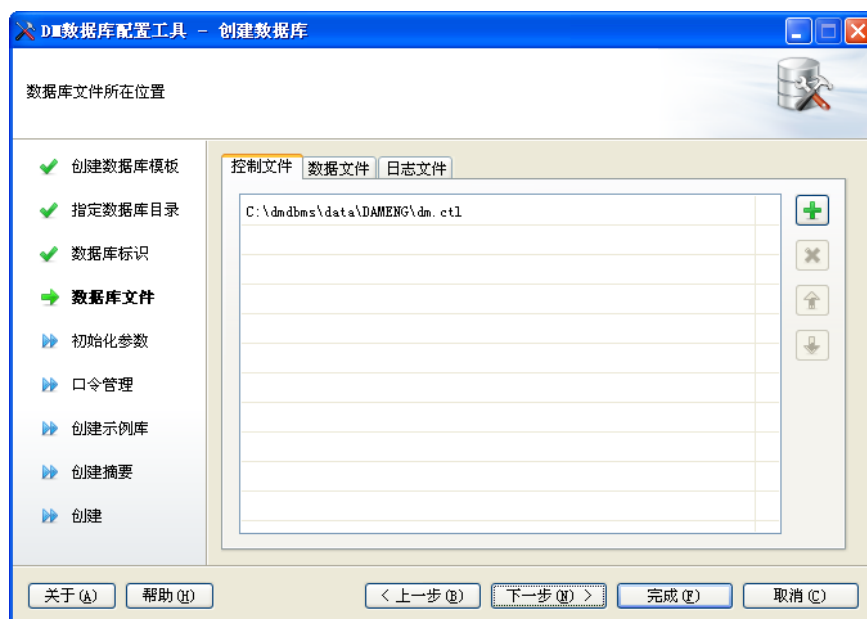 DM数据库配置工具 - 创建数据库
数据库文件所在位置
创建数据库模板
指定数据库目录
数据库标识
数据库文件
初始化参数
口令管理
创建示例库
创建摘要
创建
控制文件 数据文件 日志文件
C:\dmdbms\data\DAMENG\dm.ctl
关于(A) 帮助(H) < 上一步(B) 下一步(N) > 完成(F) 取消(C)